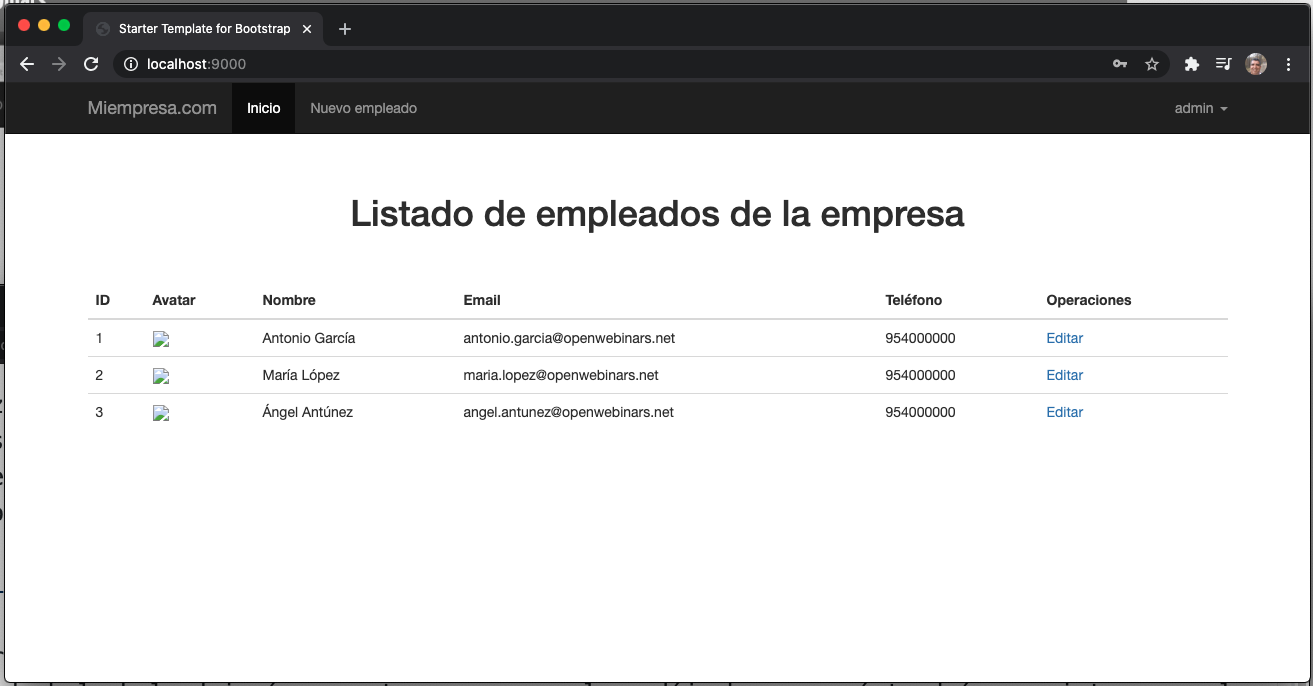 Starter Template for Bootstrap
localhost:9000
Miempresa.com Inicio Nuevo empleado admin
Listado de empleados de la empresa
ID Avatar Nombre Email Teléfono Operaciones
1 Antonio García antonio.garcia@openwebinars.net 954000000 Editar
2 María López maria.lopez@openwebinars.net 954000000 Editar
3 Ángel Antúnez angel.antunez@openwebinars.net 954000000 Editar